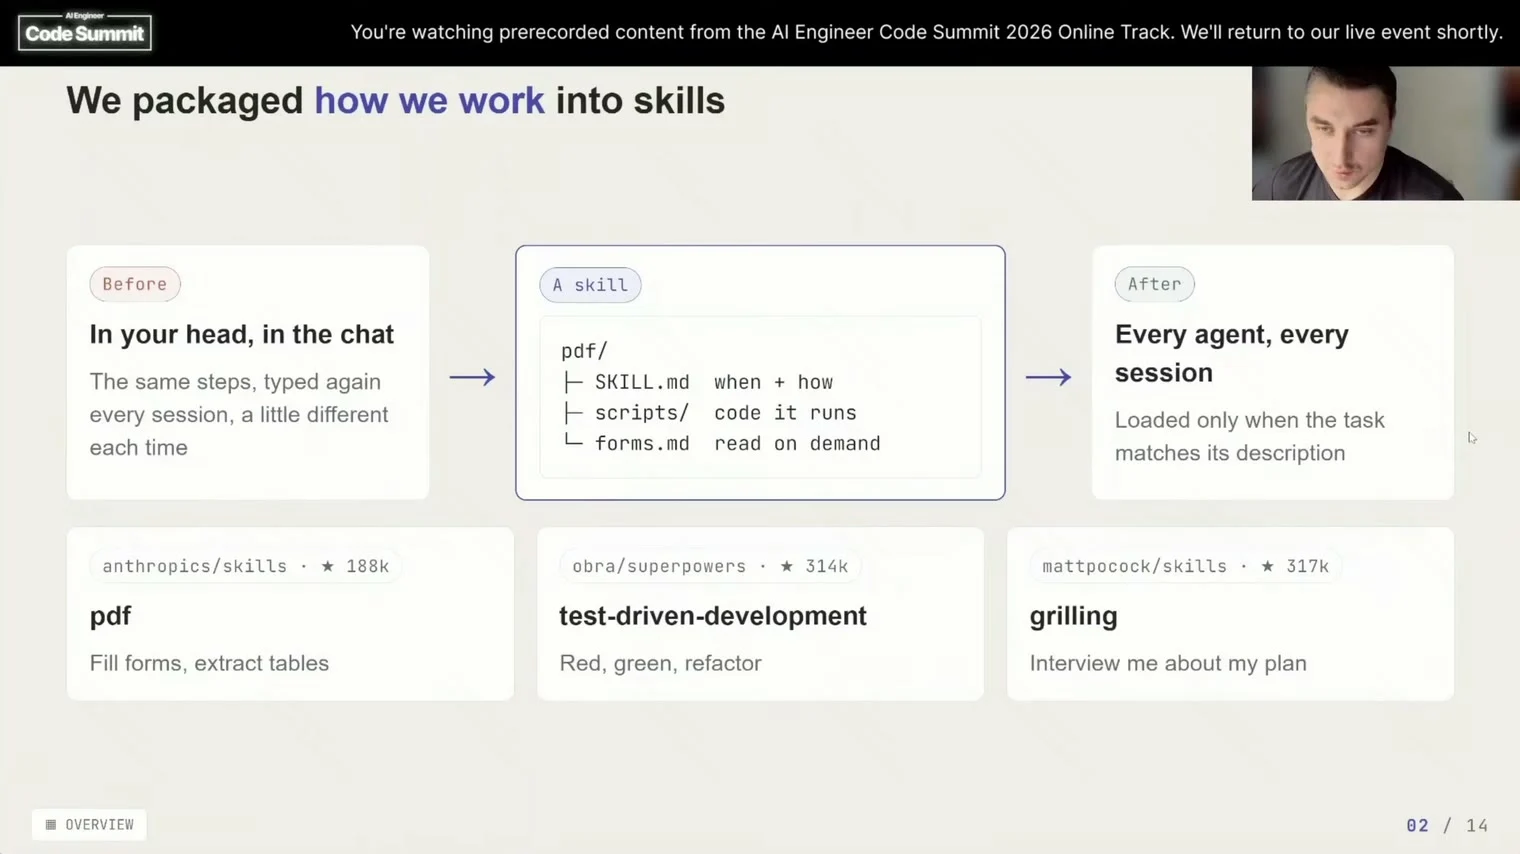 AI Engineer
Code Summit
You're watching prerecorded content from the AI Engineer Code Summit 2026 Online Track. We'll return to our live event shortly.
We packaged how we work into skills
Before
In your head, in the chat
The same steps, typed again
every session, a little different
each time
→
A skill
pdf/
├─ SKILL.md when + how
├─ scripts/ code it runs
└─ forms.md read on demand
→
After
Every agent, every
session
Loaded only when the task
matches its description
anthropics/skills · ★ 188k
pdf
Fill forms, extract tables
obra/superpowers · ★ 314k
test-driven-development
Red, green, refactor
mattpocock/skills · ★ 317k
grilling
Interview me about my plan
▦ OVERVIEW
02 / 14